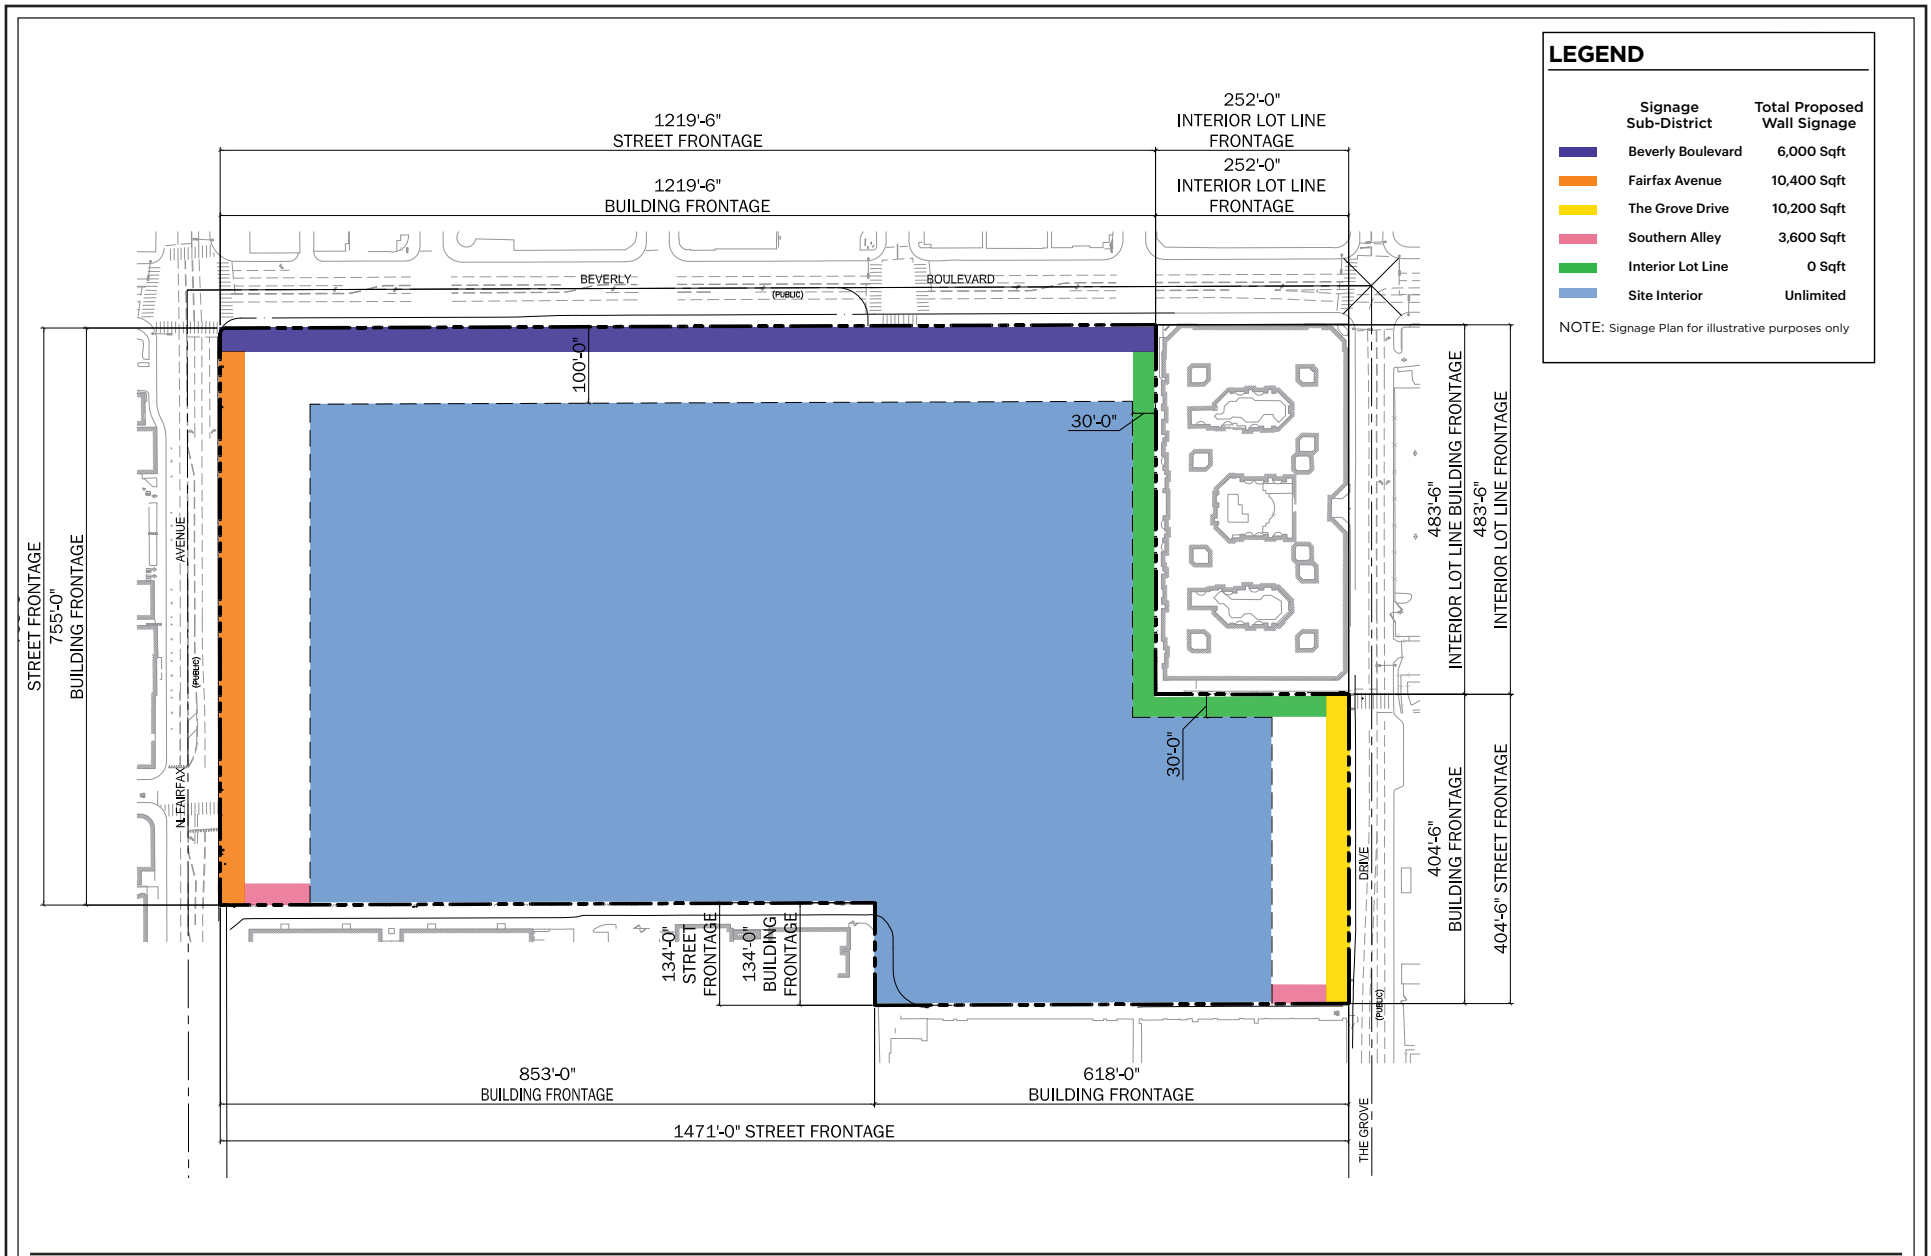 LEGEND
Signage Sub-District
Total Proposed Wall Signage
Beverly Boulevard 6,000 Sqft
Fairfax Avenue 10,400 Sqft
The Grove Drive 10,200 Sqft
Southern Alley 3,600 Sqft
Interior Lot Line 0 Sqft
Site Interior Unlimited
NOTE: Signage Plan for illustrative purposes only
1219'-6"
STREET FRONTAGE
252'-0"
INTERIOR LOT LINE
FRONTAGE
1219'-6"
BUILDING FRONTAGE
252'-0"
INTERIOR LOT LINE
FRONTAGE
BEVERLY
BOULEVARD
(PUBLIC)
100'-0"
30'-0"
30'-0"
STREET FRONTAGE
755'-0"
BUILDING FRONTAGE
AVENUE
(PUBLIC)
N. FAIRFAX
483'-6"
INTERIOR LOT LINE BUILDING FRONTAGE
483'-6"
INTERIOR LOT LINE FRONTAGE
404'-6"
BUILDING FRONTAGE
404'-6" STREET FRONTAGE
DRIVE
(PUBLIC)
THE GROVE
134'-0"
STREET
FRONTAGE
134'-0"
BUILDING
FRONTAGE
853'-0"
BUILDING FRONTAGE
618'-0"
BUILDING FRONTAGE
1471'-0" STREET FRONTAGE